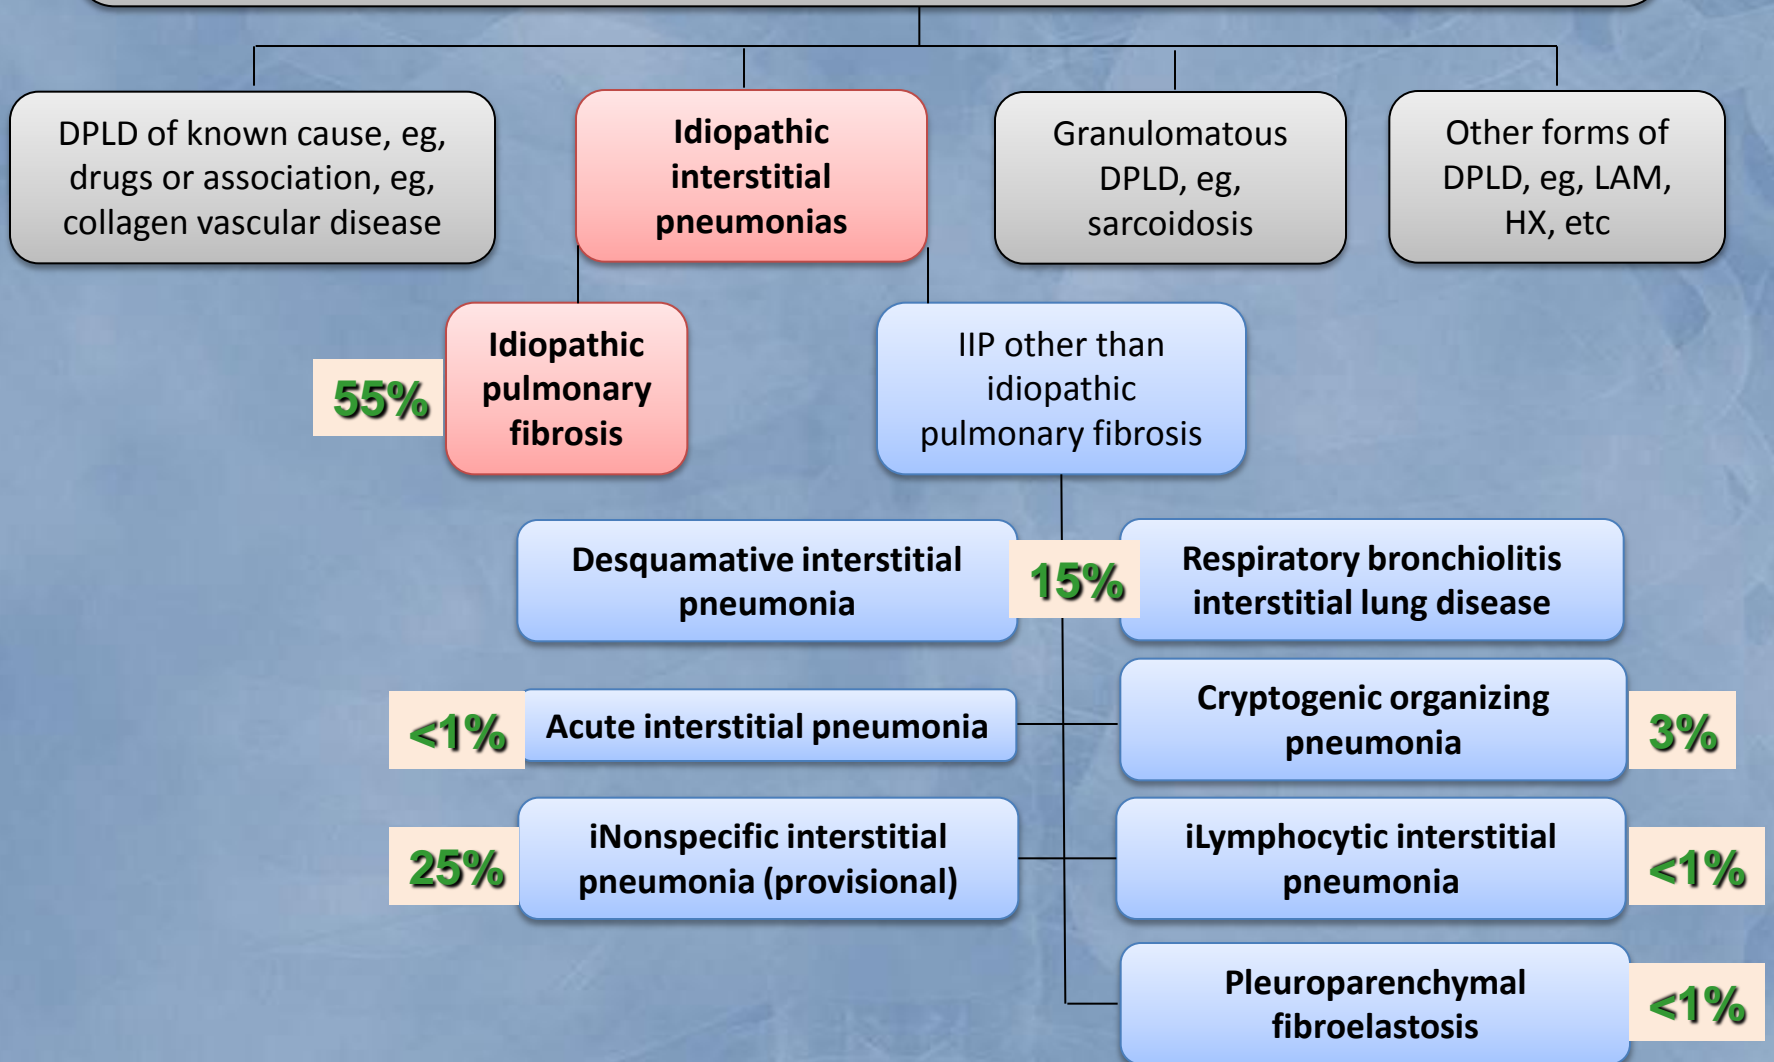 DPLD of known cause, eg,
drugs or association, eg,
collagen vascular disease
Idiopathic
interstitial
pneumonias
Granulomatous
DPLD, eg,
sarcoidosis
Other forms of
DPLD, eg, LAM,
HX, etc
55%
Idiopathic
pulmonary
fibrosis
IIP other than
idiopathic
pulmonary fibrosis
Desquamative interstitial
pneumonia
15%
Respiratory bronchiolitis
interstitial lung disease
<1%
Acute interstitial pneumonia
Cryptogenic organizing
pneumonia
3%
25%
iNonspecific interstitial
pneumonia (provisional)
iLymphocytic interstitial
pneumonia
<1%
Pleuroparenchymal
fibroelastosis
<1%